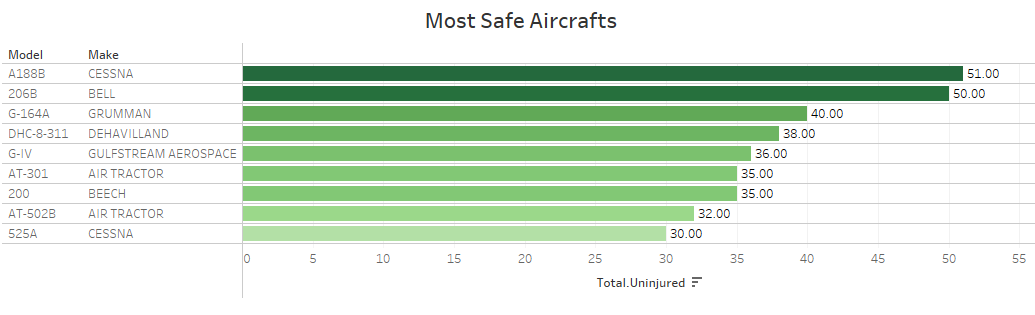 Most Safe Aircrafts
Model Make
A188B CESSNA 51.00
206B BELL 50.00
G-164A GRUMMAN 40.00
DHC-8-311 DEHAVILLAND 38.00
G-IV GULFSTREAM AEROSPACE 36.00
AT-301 AIR TRACTOR 35.00
200 BEECH 35.00
AT-502B AIR TRACTOR 32.00
525A CESSNA 30.00
0 5 10 15 20 25 30 35 40 45 50 55
Total.Uninjured